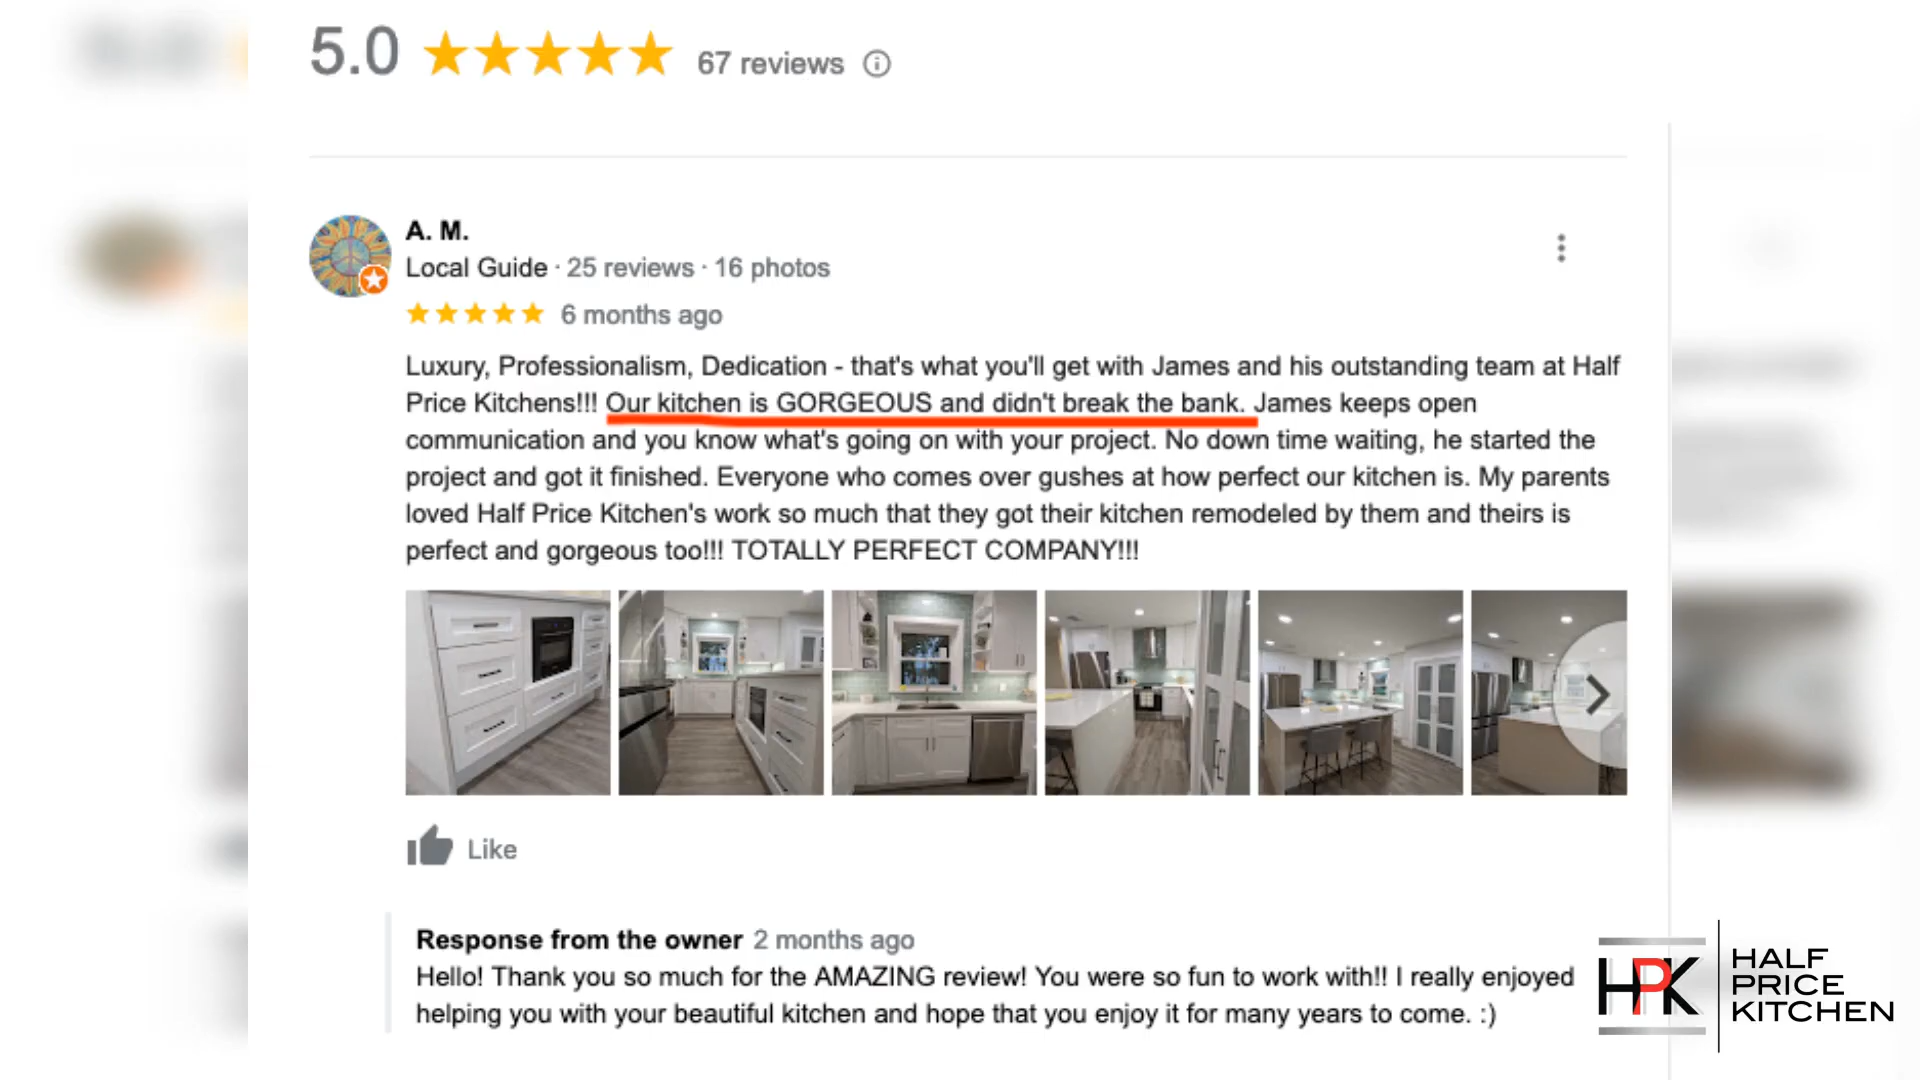 5.0 67 reviews
A. M.
Local Guide · 25 reviews · 16 photos
6 months ago
Luxury, Professionalism, Dedication - that's what you'll get with James and his outstanding team at Half
Price Kitchens!!! Our kitchen is GORGEOUS and didn't break the bank. James keeps open
communication and you know what's going on with your project. No down time waiting, he started the
project and got it finished. Everyone who comes over gushes at how perfect our kitchen is. My parents
loved Half Price Kitchen's work so much that they got their kitchen remodeled by them and theirs is
perfect and gorgeous too!!! TOTALLY PERFECT COMPANY!!!
Like
Response from the owner 2 months ago
Hello! Thank you so much for the AMAZING review! You were so fun to work with!! I really enjoyed
helping you with your beautiful kitchen and hope that you enjoy it for many years to come. :)
HPK
HALF
PRICE
KITCHEN